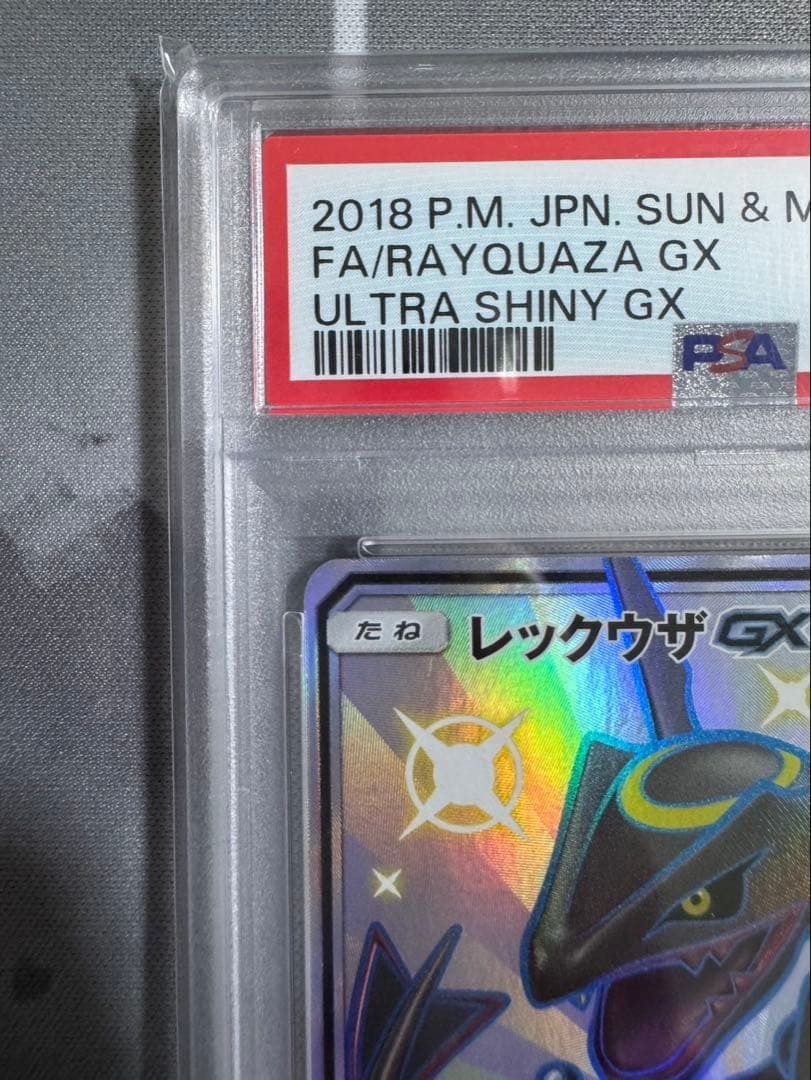 2018 P.M. JPN. SUN & M
FA/RAYQUAZA GX
ULTRA SHINY GX
PSA
たね レックウザGX